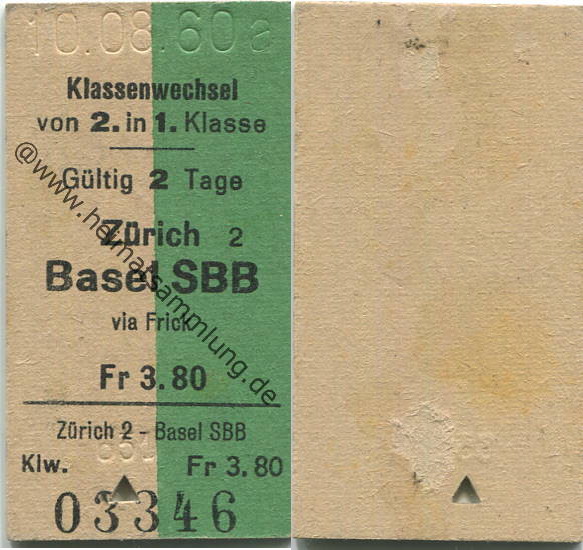 10.08.60 a
Klassenwechsel
von 2. in 1. Klasse
Gültig 2 Tage
Zürich 2
Basel SBB
via Frick
Fr 3.80
Zürich 2 - Basel SBB
Klw. Fr 3.80
03346
@www.heimatsammlung.de